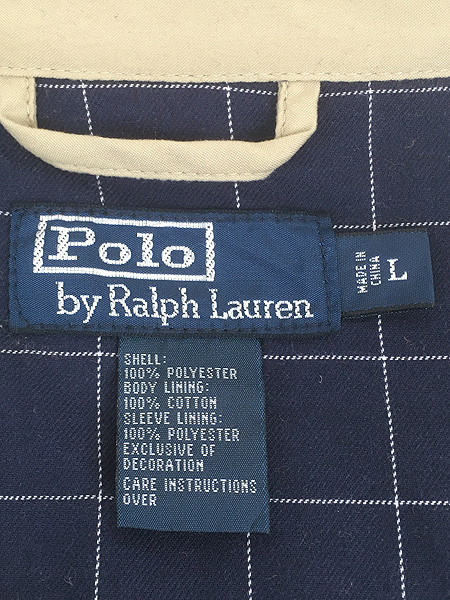 Polo
by Ralph Lauren
MADE IN
CHINA
L
SHELL:
100% POLYESTER
BODY LINING:
100% COTTON
SLEEVE LINING:
100% POLYESTER
EXCLUSIVE OF
DECORATION
CARE INSTRUCTIONS
OVER